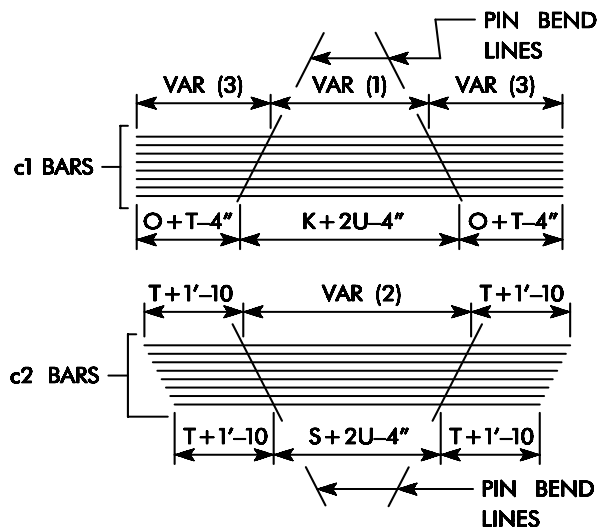 PIN BEND
LINES
VAR (3) VAR (1) VAR (3)
c1 BARS
O+T–4" K+2U–4" O+T–4"
T+1'–10 VAR (2) T+1'–10
c2 BARS
T+1'–10 S+2U–4" T+1'–10
PIN BEND
LINES